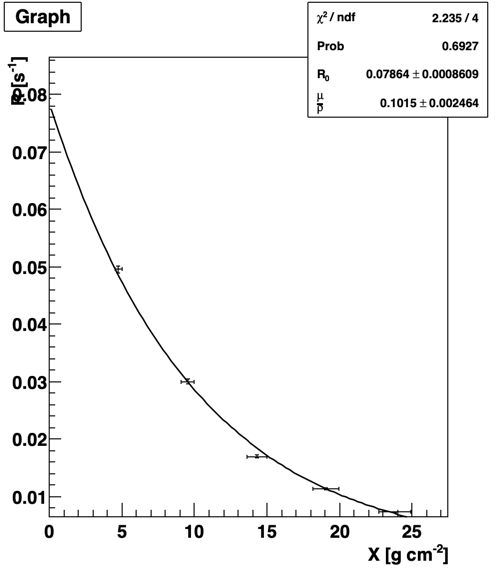 Graph
χ² / ndf 2.235 / 4
Prob 0.6927
R₀ 0.07864 ± 0.0008609
μ/ρ 0.1015 ± 0.002464
[s⁻¹]
0.08
0.07
0.06
0.05
0.04
0.03
0.02
0.01
0 5 10 15 20 25
X [g cm⁻²]